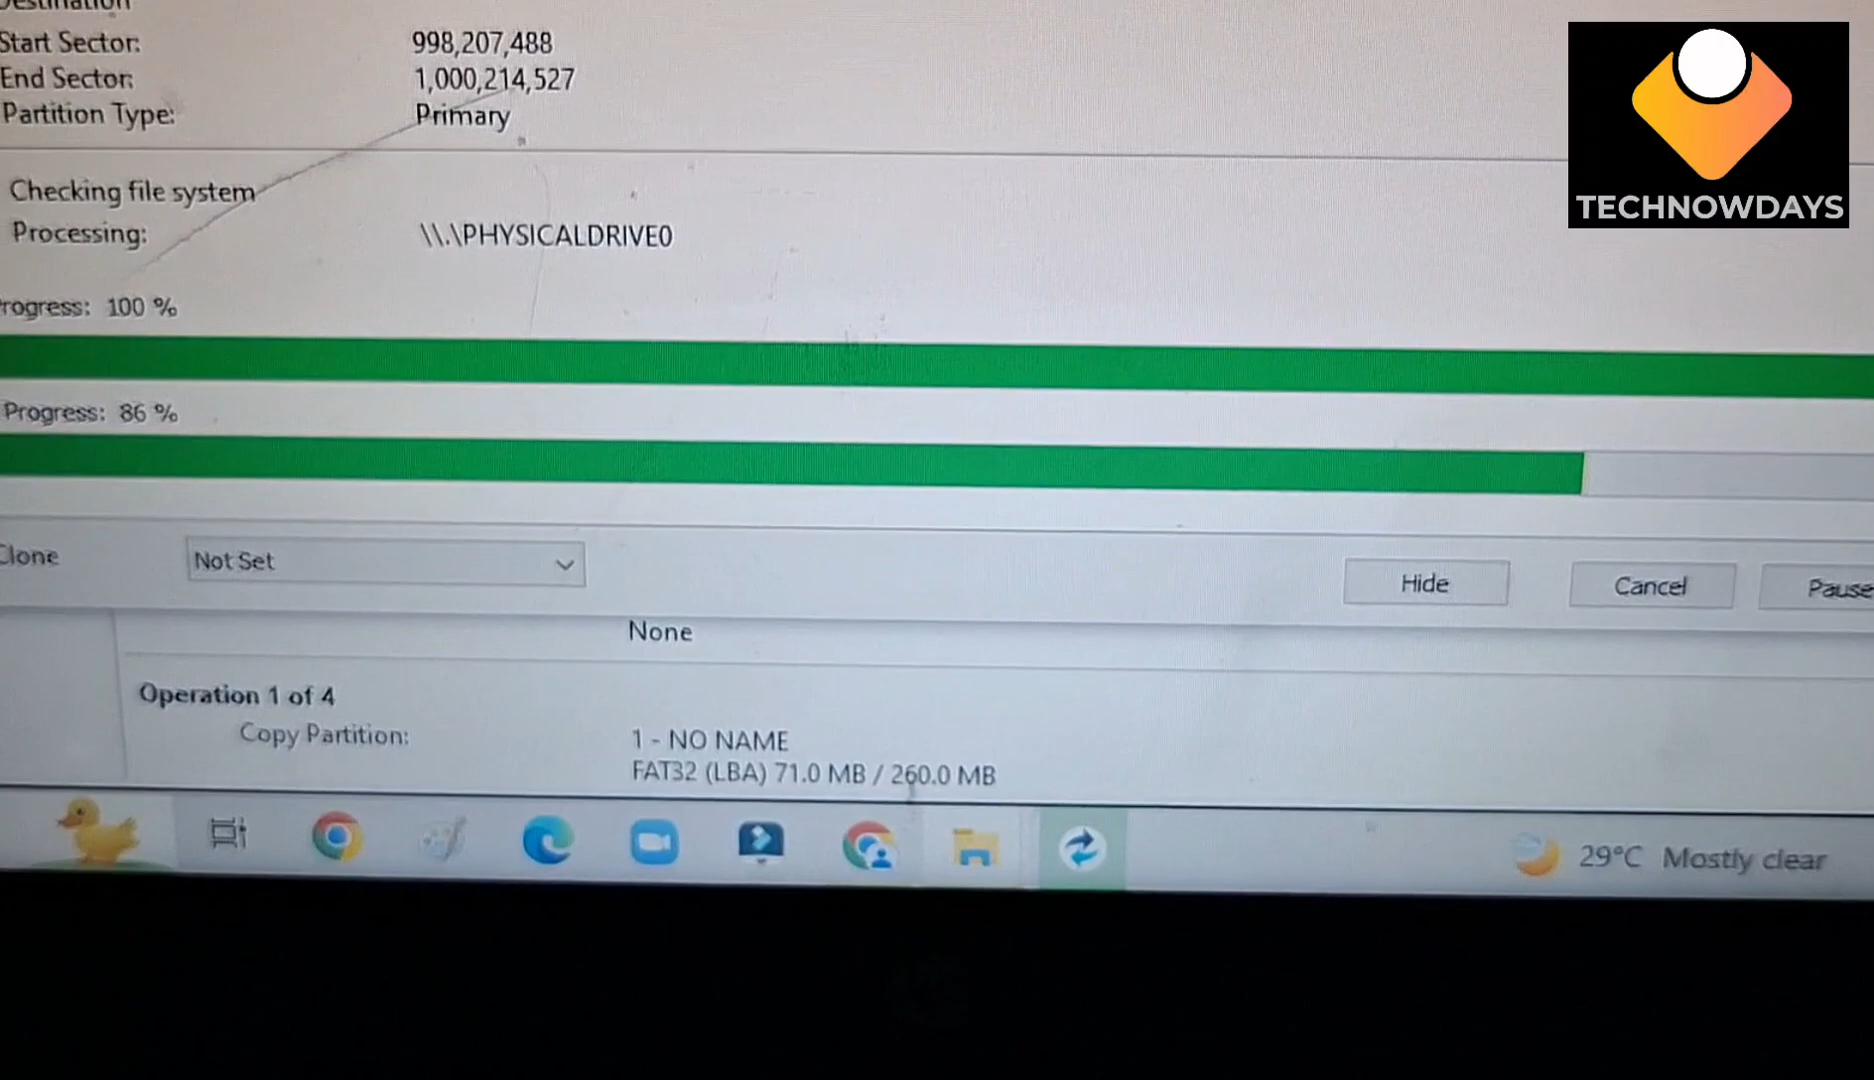 Destination
Start Sector: 998,207,488
End Sector: 1,000,214,527
Partition Type: Primary
Checking file system
Processing: \\.\PHYSICALDRIVE0
rogress: 100 %
Progress: 86 %
Clone Not Set Hide Cancel Pause
None
Operation 1 of 4
Copy Partition: 1 - NO NAME
FAT32 (LBA) 71.0 MB / 260.0 MB
29°C Mostly clear
TECHNOWDAYS